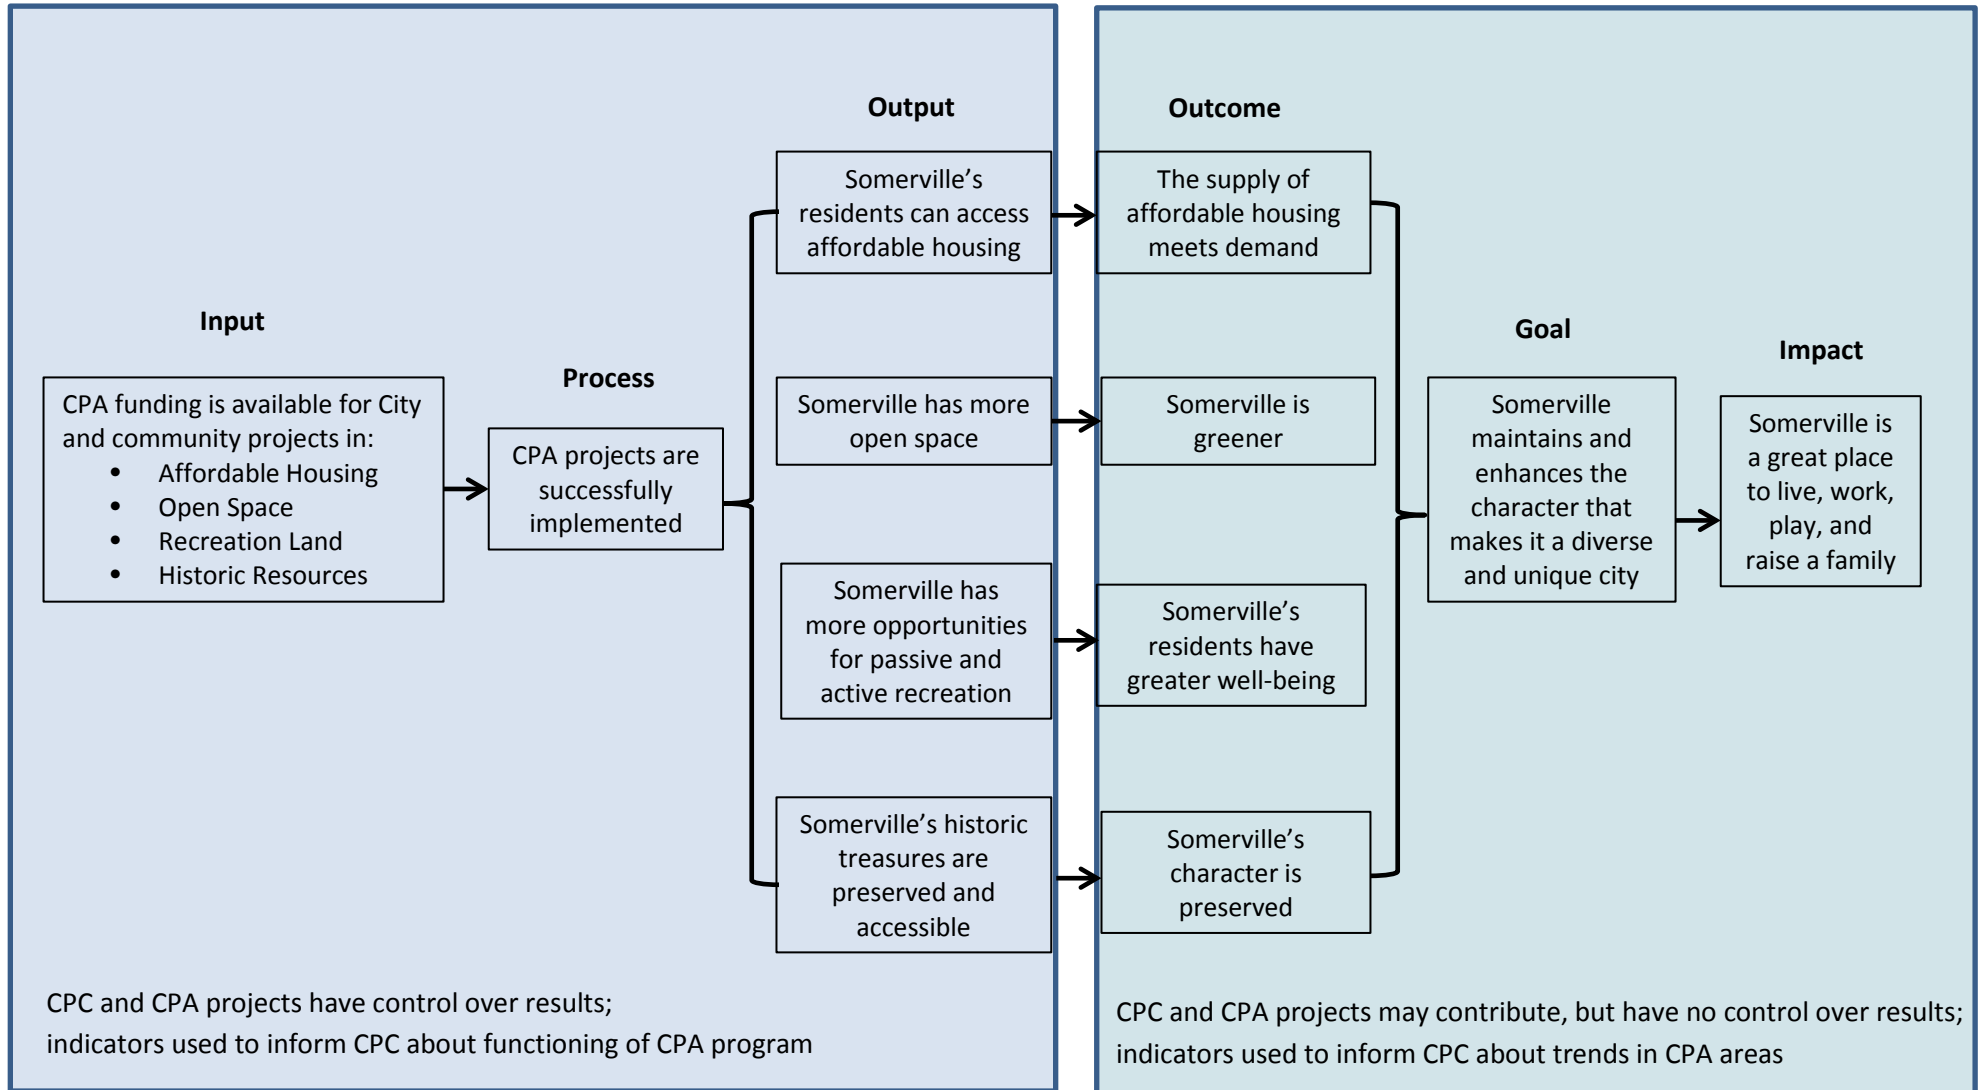 Input
CPA funding is available for City
and community projects in:
• Affordable Housing
• Open Space
• Recreation Land
• Historic Resources
Process
CPA projects are
successfully
implemented
Output
Somerville’s
residents can access
affordable housing
Somerville has more
open space
Somerville has
more opportunities
for passive and
active recreation
Somerville’s historic
treasures are
preserved and
accessible
CPC and CPA projects have control over results;
indicators used to inform CPC about functioning of CPA program
Outcome
The supply of
affordable housing
meets demand
Somerville is
greener
Somerville’s
residents have
greater well-being
Somerville’s
character is
preserved
Goal
Somerville
maintains and
enhances the
character that
makes it a diverse
and unique city
Impact
Somerville is
a great place
to live, work,
play, and
raise a family
CPC and CPA projects may contribute, but have no control over results;
indicators used to inform CPC about trends in CPA areas